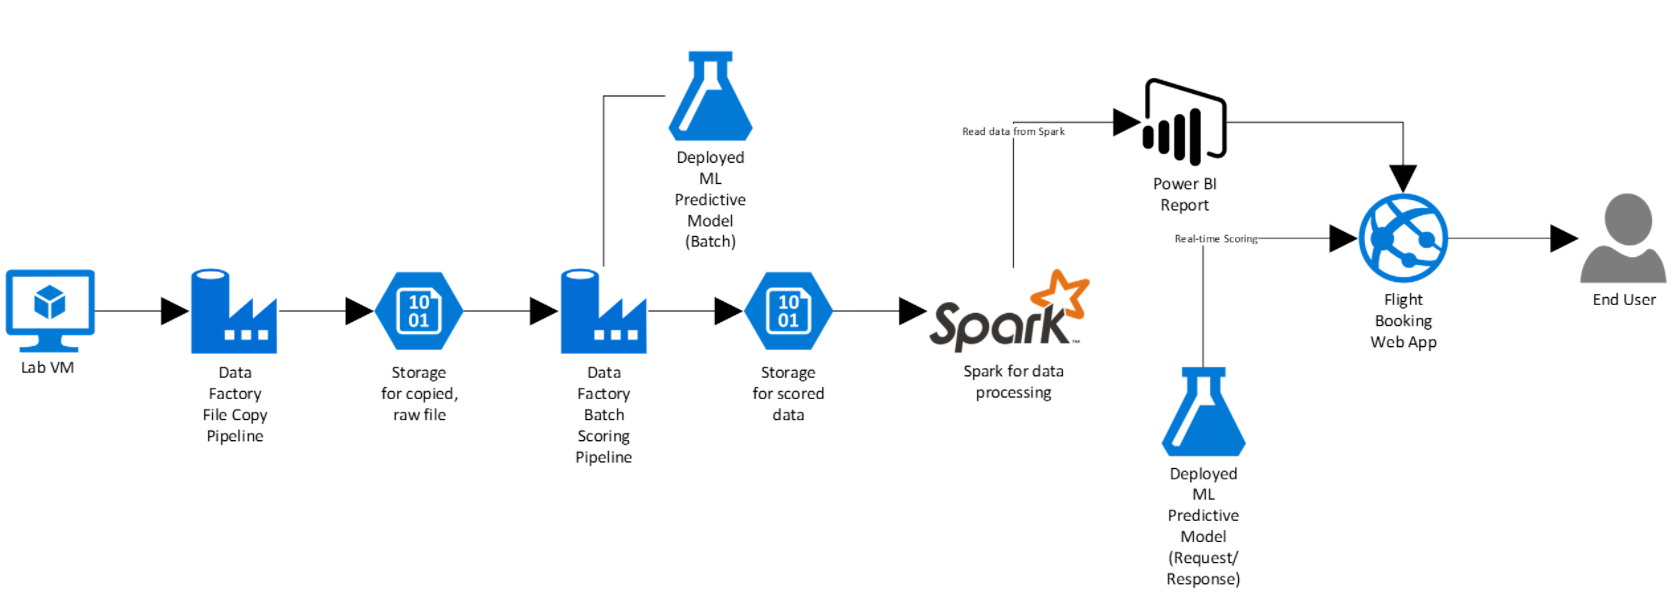 Deployed
ML
Predictive
Model
(Batch)
Read data from Spark
Power BI
Report
Real-time Scoring
Lab VM
Data
Factory
File Copy
Pipeline
10
01
Storage
for copied,
raw file
Data
Factory
Batch
Scoring
Pipeline
10
01
Storage
for scored
data
Spark™
Spark for data
processing
Flight
Booking
Web App
End User
Deployed
ML
Predictive
Model
(Request/
Response)